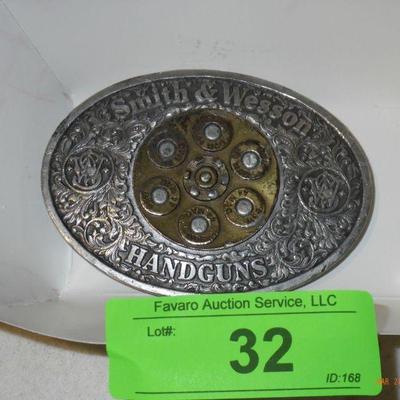 Smith & Wesson
HANDGUNS
Favaro Auction Service, LLC
Lot#:
32
ID:168